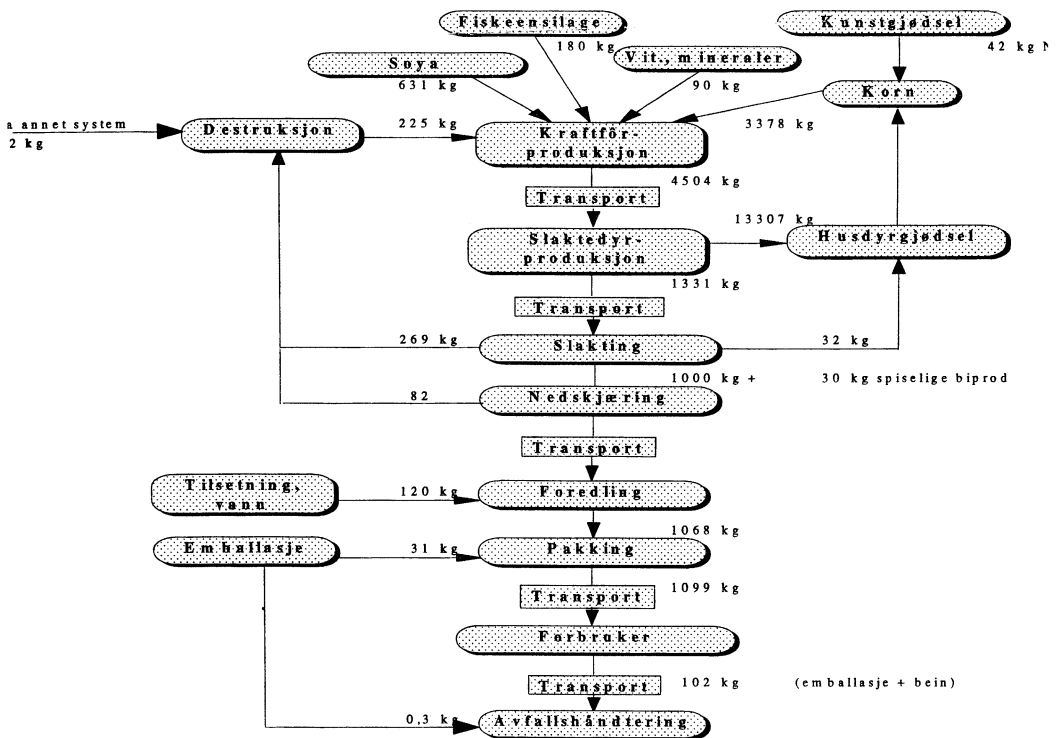 Fiskeensilage
180 kg
Kunstgjødsel
42 kg N
Soya
631 kg
Vit., mineraler
90 kg
Korn
3378 kg
a annet system
2 kg
Destruksjon
225 kg
Kraftfôr-
produksjon
4504 kg
Transport
13307 kg
Slaktedyr-
produksjon
1331 kg
Husdyrgjødsel
Transport
269 kg
Slakting
32 kg
1000 kg +
30 kg spiselige biprod
82
Nedskjæring
Transport
Tilsetning,
vann
120 kg
Foredling
1068 kg
Emballasje
31 kg
Pakking
Transport
1099 kg
Forbruker
Transport
102 kg
(emballasje + bein)
0,3 kg
Avfallshåndtering